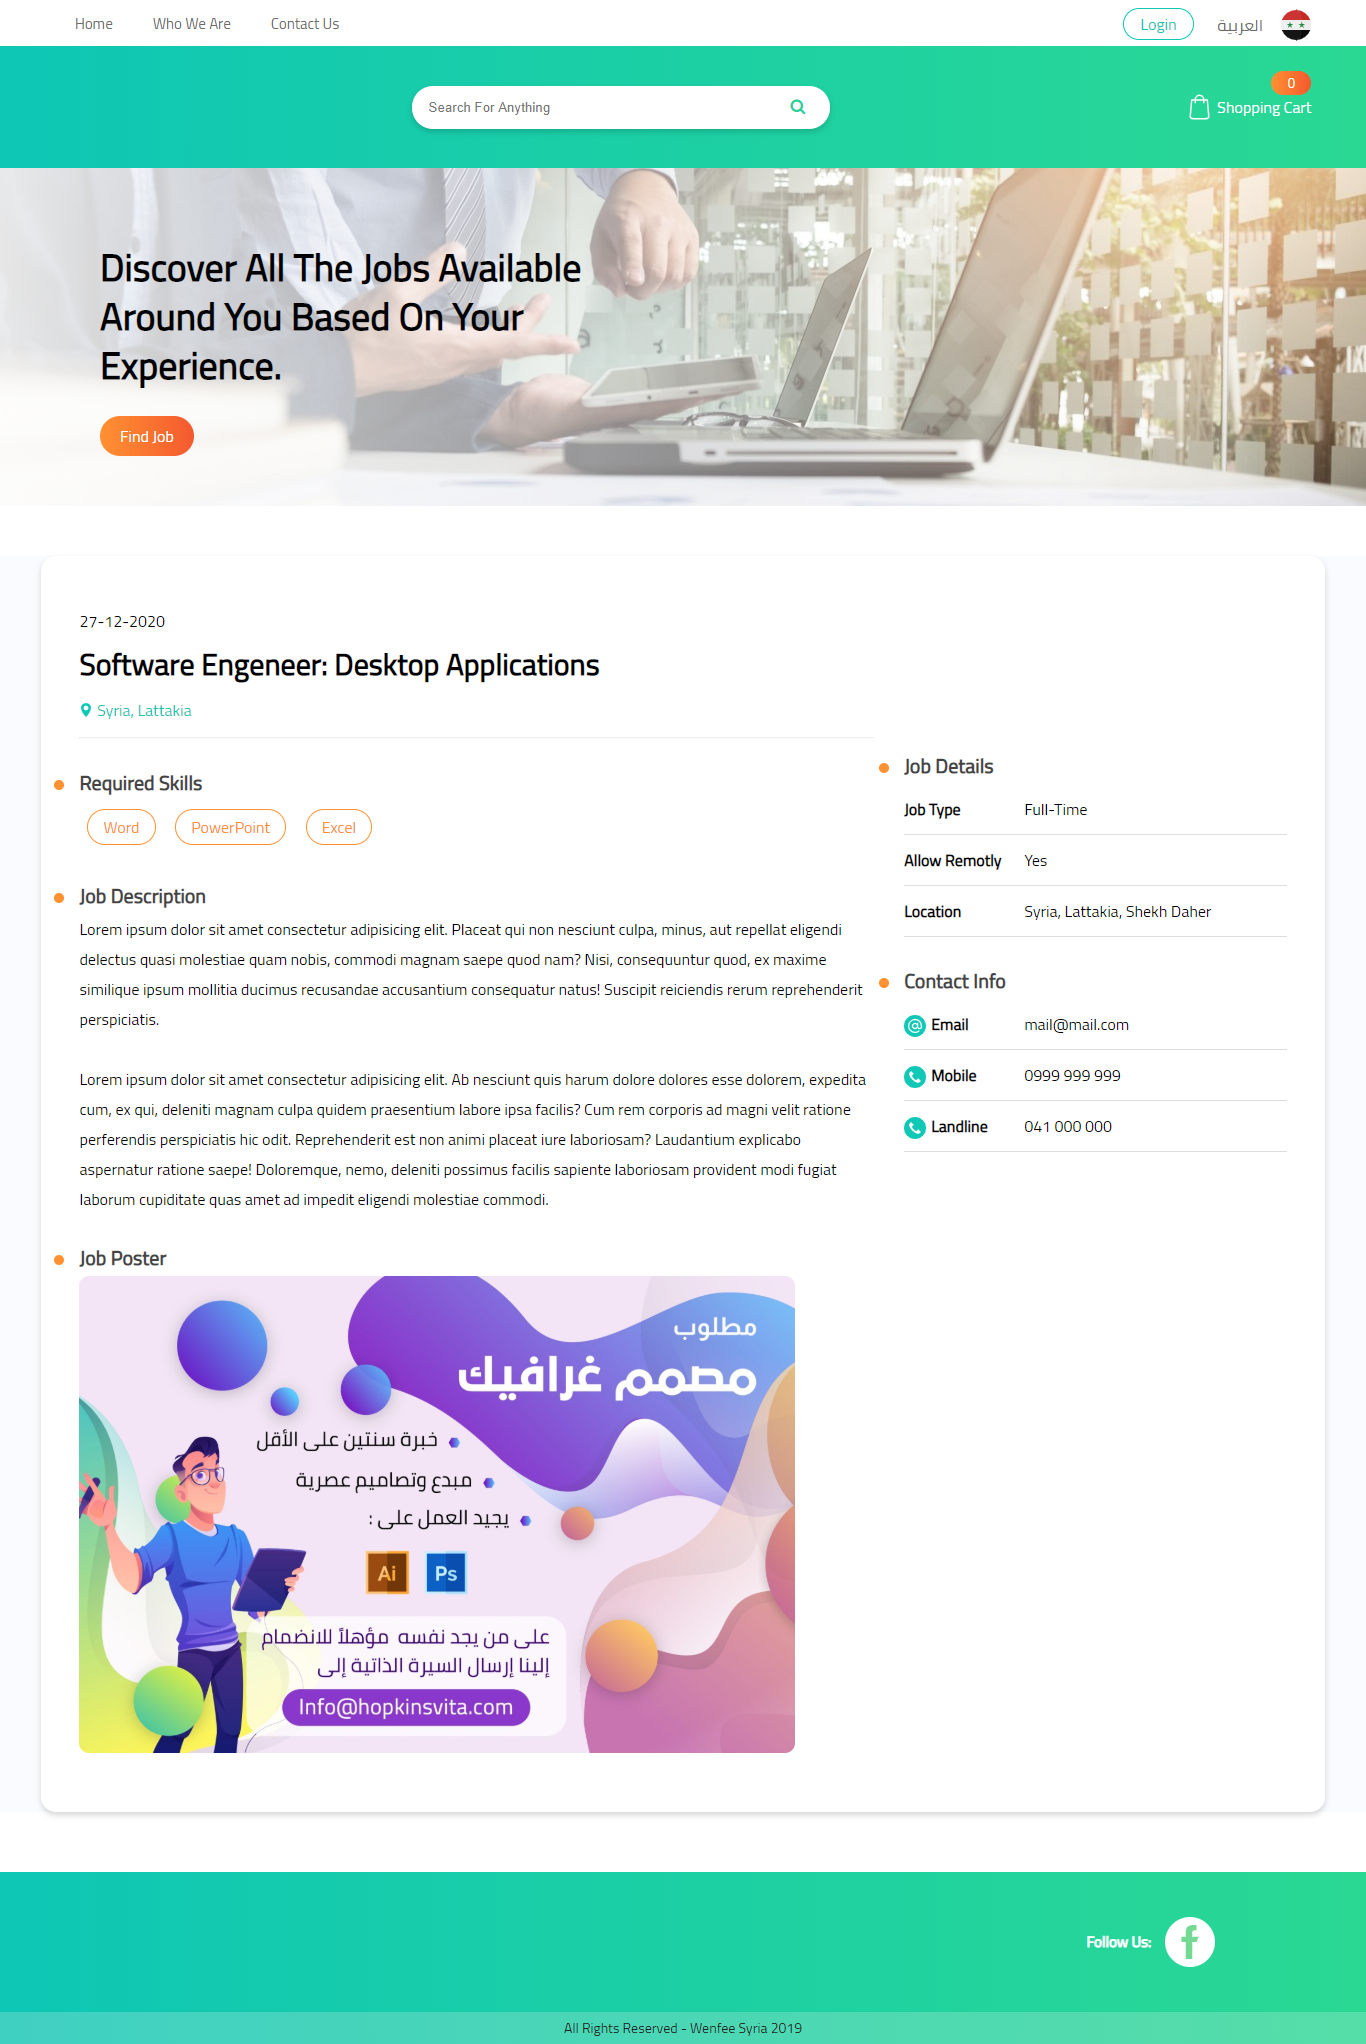 Home Who We Are Contact Us Login العربية
0
Search For Anything Shopping Cart
Discover All The Jobs Available
Around You Based On Your
Experience.
Find Job
27-12-2020
Software Engeneer: Desktop Applications
Syria, Lattakia
Required Skills
Word PowerPoint Excel
Job Description
Lorem ipsum dolor sit amet consectetur adipisicing elit. Placeat qui non nesciunt culpa, minus, aut repellat eligendi
delectus quasi molestiae quam nobis, commodi magnam saepe quod nam? Nisi, consequuntur quod, ex maxime
similique ipsum mollitia ducimus recusandae accusantium consequatur natus! Suscipit reiciendis rerum reprehenderit
perspiciatis.
Lorem ipsum dolor sit amet consectetur adipisicing elit. Ab nesciunt quis harum dolore dolores esse dolorem, expedita
cum, ex qui, deleniti magnam culpa quidem praesentium labore ipsa facilis? Cum rem corporis ad magni velit ratione
perferendis perspiciatis hic odit. Reprehenderit est non animi placeat iure laboriosam? Laudantium explicabo
aspernatur ratione saepe! Doloremque, nemo, deleniti possimus facilis sapiente laboriosam provident modi fugiat
laborum cupiditate quas amet ad impedit eligendi molestiae commodi.
Job Poster
مطلوب
مصمم غرافيك
خبرة سنتين على الأقل
مبدع وتصاميم عصرية
يجيد العمل على :
Ai Ps
على من يجد نفسه مؤهلاً للانضمام
إلينا إرسال السيرة الذاتية إلى
Info@hopkinsvita.com
Job Details
Job Type Full-Time
Allow Remotly Yes
Location Syria, Lattakia, Shekh Daher
Contact Info
Email mail@mail.com
Mobile 0999 999 999
Landline 041 000 000
Follow Us:
All Rights Reserved - Wenfee Syria 2019